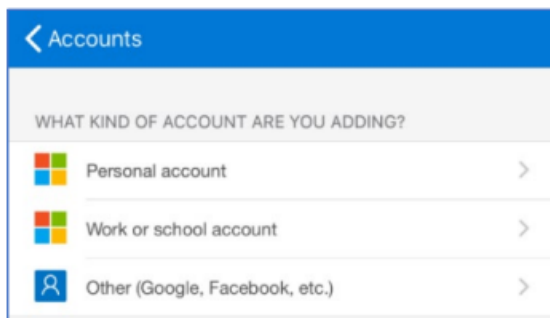 Accounts
WHAT KIND OF ACCOUNT ARE YOU ADDING?
Personal account
Work or school account
Other (Google, Facebook, etc.)